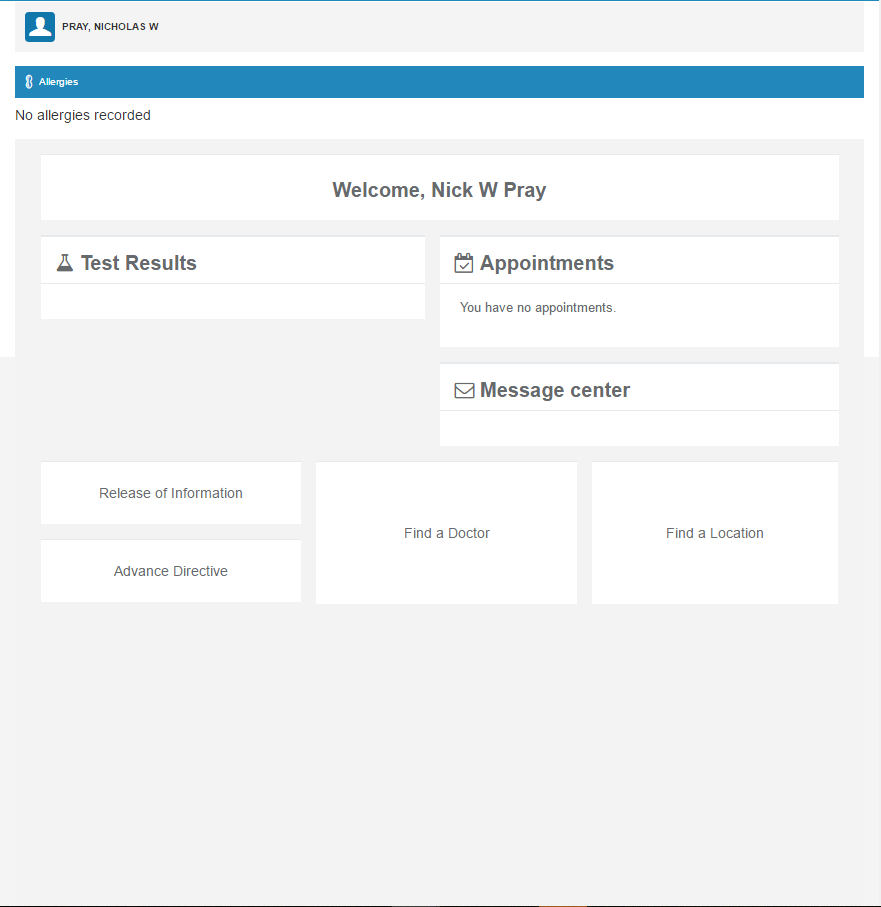 PRAY, NICHOLAS W
Allergies
No allergies recorded
Welcome, Nick W Pray
Test Results
Appointments
You have no appointments.
Message center
Release of Information
Find a Doctor
Find a Location
Advance Directive